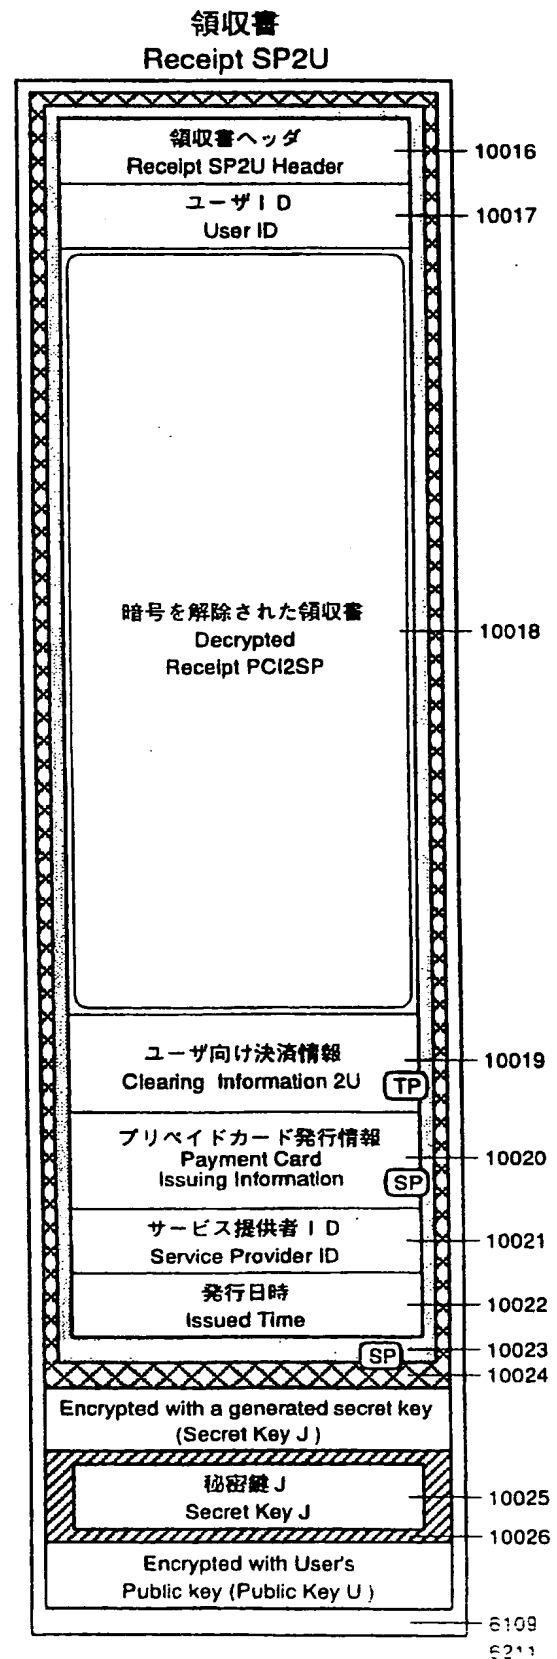 領収書
Receipt SP2U
領収書ヘッダ
Receipt SP2U Header
10016
ユーザID
User ID
10017
暗号を解除された領収書
Decrypted
Receipt PCI2SP
10018
ユーザ向け決済情報
Clearing Information 2U
TP
10019
プリペイドカード発行情報
Payment Card
Issuing Information
SP
10020
サービス提供者ID
Service Provider ID
10021
発行日時
Issued Time
10022
SP
10023
10024
Encrypted with a generated secret key
(Secret Key J )
秘密鍵J
Secret Key J
10025
10026
Encrypted with User's
Public key (Public Key U )
6109
6211